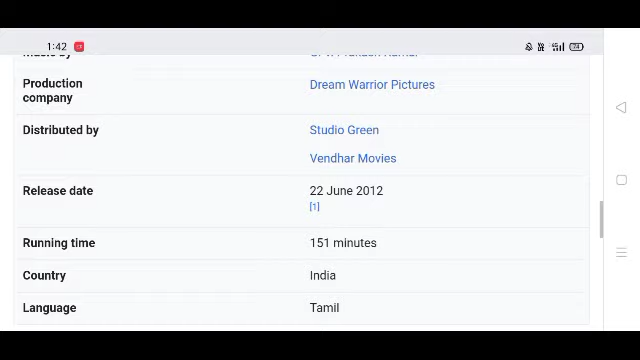 1:42
Production
company
Dream Warrior Pictures
Distributed by
Studio Green
Vendhar Movies
Release date
22 June 2012
[1]
Running time
151 minutes
Country
India
Language
Tamil